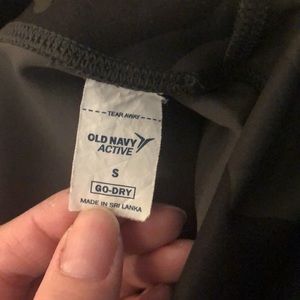 TEAR AWAY
OLD NAVY
ACTIVE
S
GO-DRY
MADE IN SRI LANKA